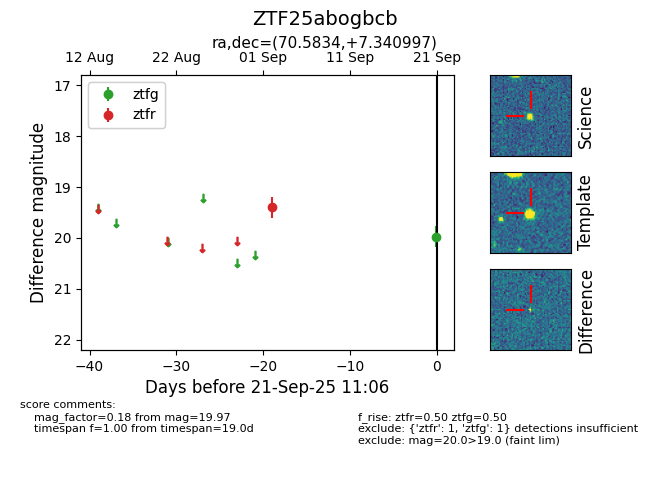 ZTF25abogbcb
ra,dec=(70.5834,+7.340997)
12 Aug 22 Aug 01 Sep 11 Sep 21 Sep
17
18
19
20
21
22
Difference magnitude
ztfg
ztfr
−40 −30 −20 −10 0
Days before 21-Sep-25 11:06
Science
Template
Difference
score comments:
mag_factor=0.18 from mag=19.97
timespan f=1.00 from timespan=19.0d
f_rise: ztfr=0.50 ztfg=0.50
exclude: {'ztfr': 1, 'ztfg': 1} detections insufficient
exclude: mag=20.0>19.0 (faint lim)